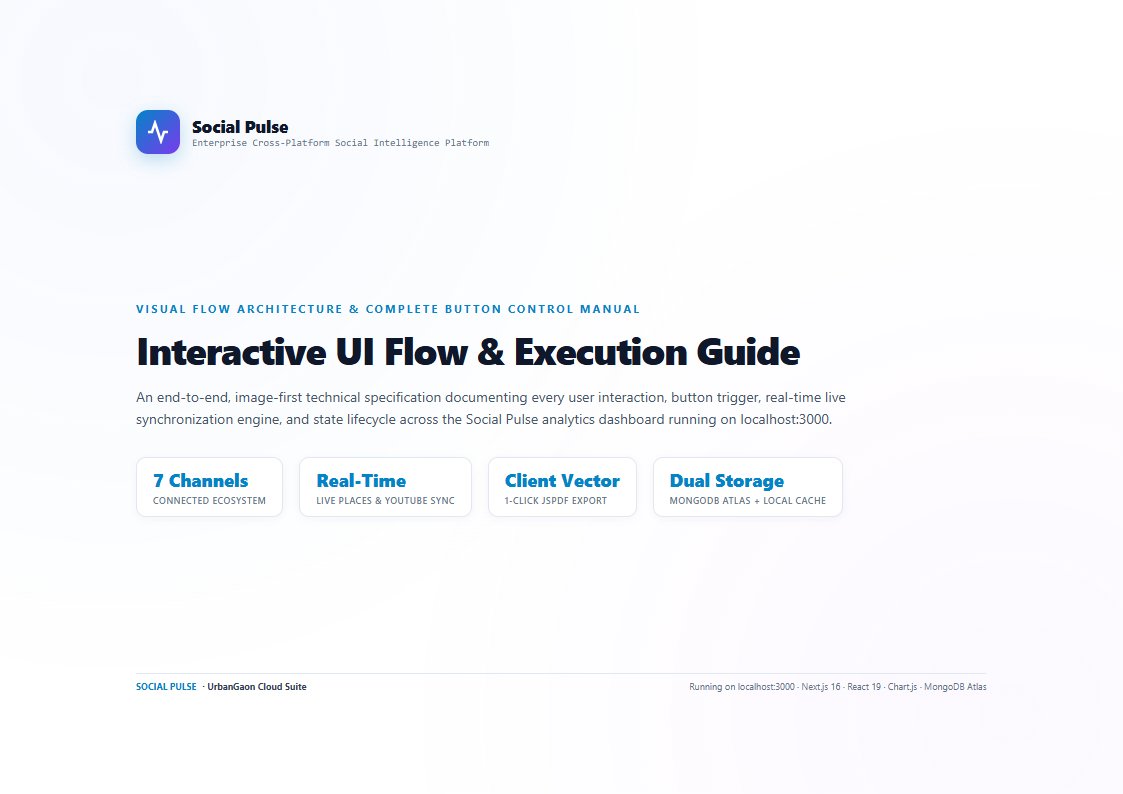 Social Pulse
Enterprise Cross-Platform Social Intelligence Platform
VISUAL FLOW ARCHITECTURE & COMPLETE BUTTON CONTROL MANUAL
Interactive UI Flow & Execution Guide
An end-to-end, image-first technical specification documenting every user interaction, button trigger, real-time live
synchronization engine, and state lifecycle across the Social Pulse analytics dashboard running on localhost:3000.
7 Channels
CONNECTED ECOSYSTEM
Real-Time
LIVE PLACES & YOUTUBE SYNC
Client Vector
1-CLICK JSPDF EXPORT
Dual Storage
MONGODB ATLAS + LOCAL CACHE
SOCIAL PULSE · UrbanGaon Cloud Suite
Running on localhost:3000 · Next.js 16 · React 19 · Chart.js · MongoDB Atlas